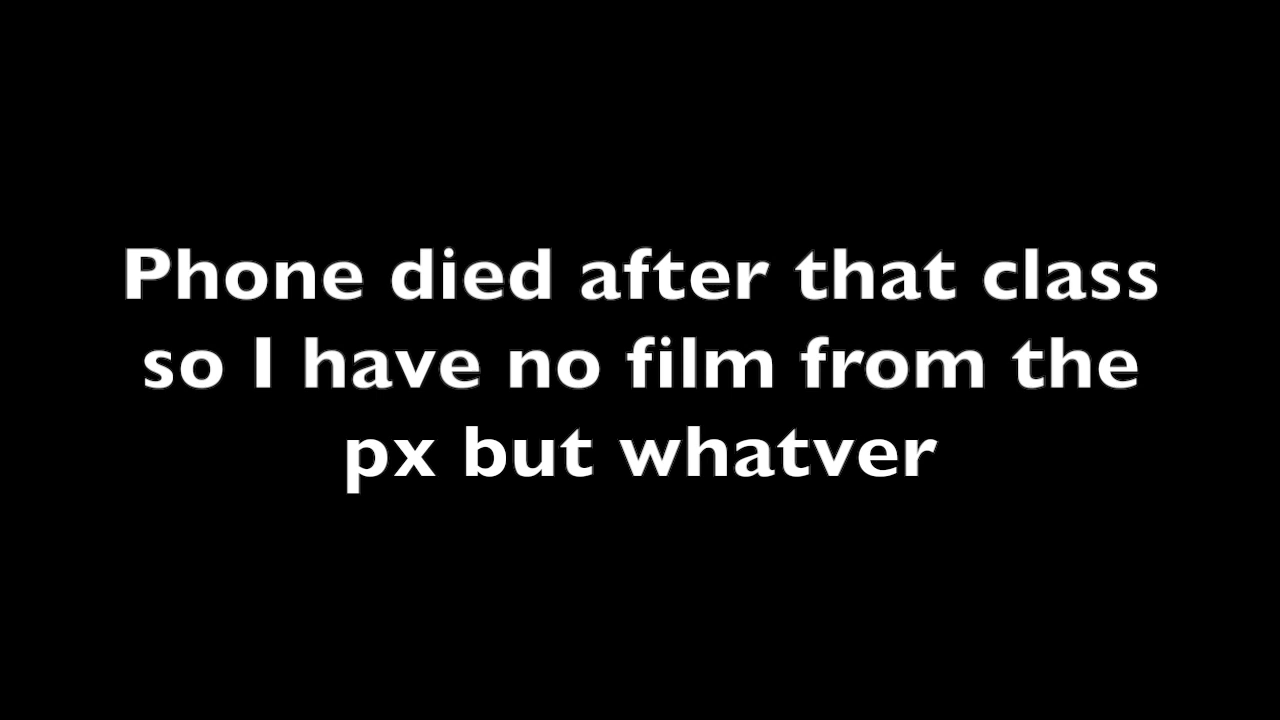 Phone died after that class
so I have no film from the
px but whatver